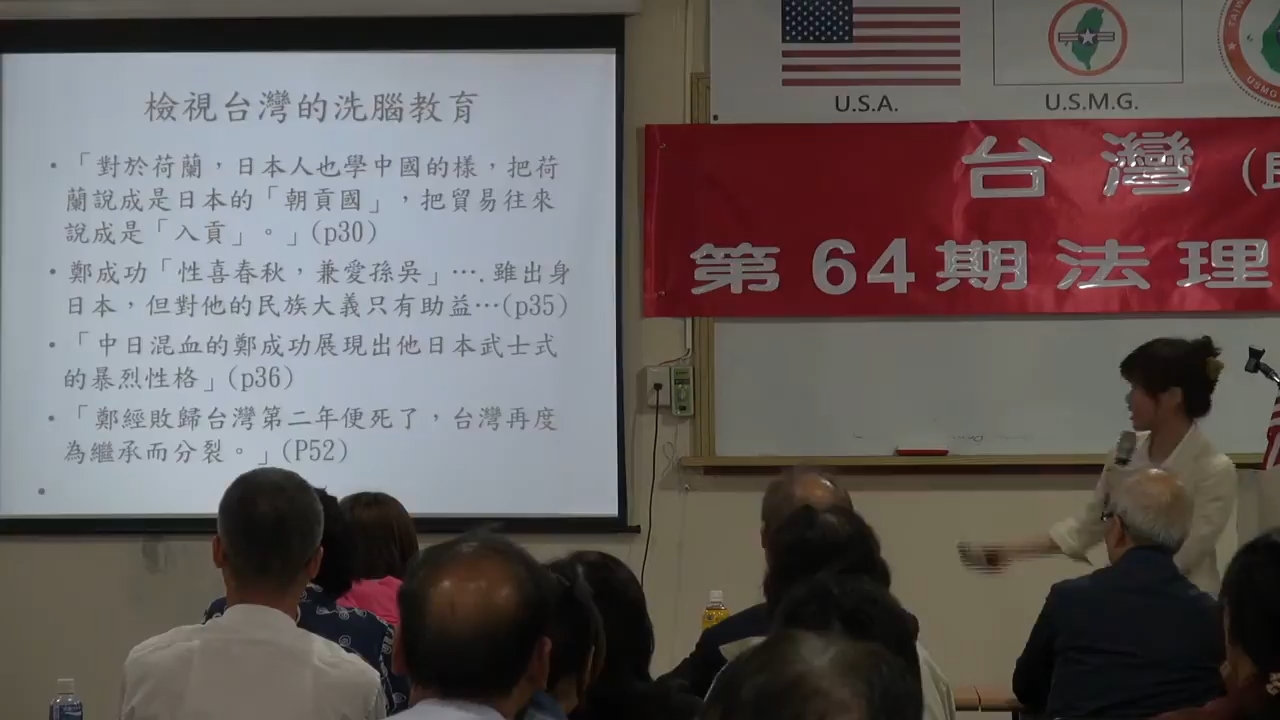 檢視台灣的洗腦教育
•「對於荷蘭，日本人也學中國的樣，把荷
蘭說成是日本的「朝貢國」，把貿易往來
說成是「入貢」。」(p30)
•鄭成功「性喜春秋，兼愛孫吳」….雖出身
日本，但對他的民族大義只有助益…(p35)
•「中日混血的鄭成功展現出他日本武士式
的暴烈性格」(p36)
•「鄭經敗歸台灣第二年便死了，台灣再度
為繼承而分裂。」(P52)
•
U.S.A.
U.S.M.G.
台灣(
第64期法理